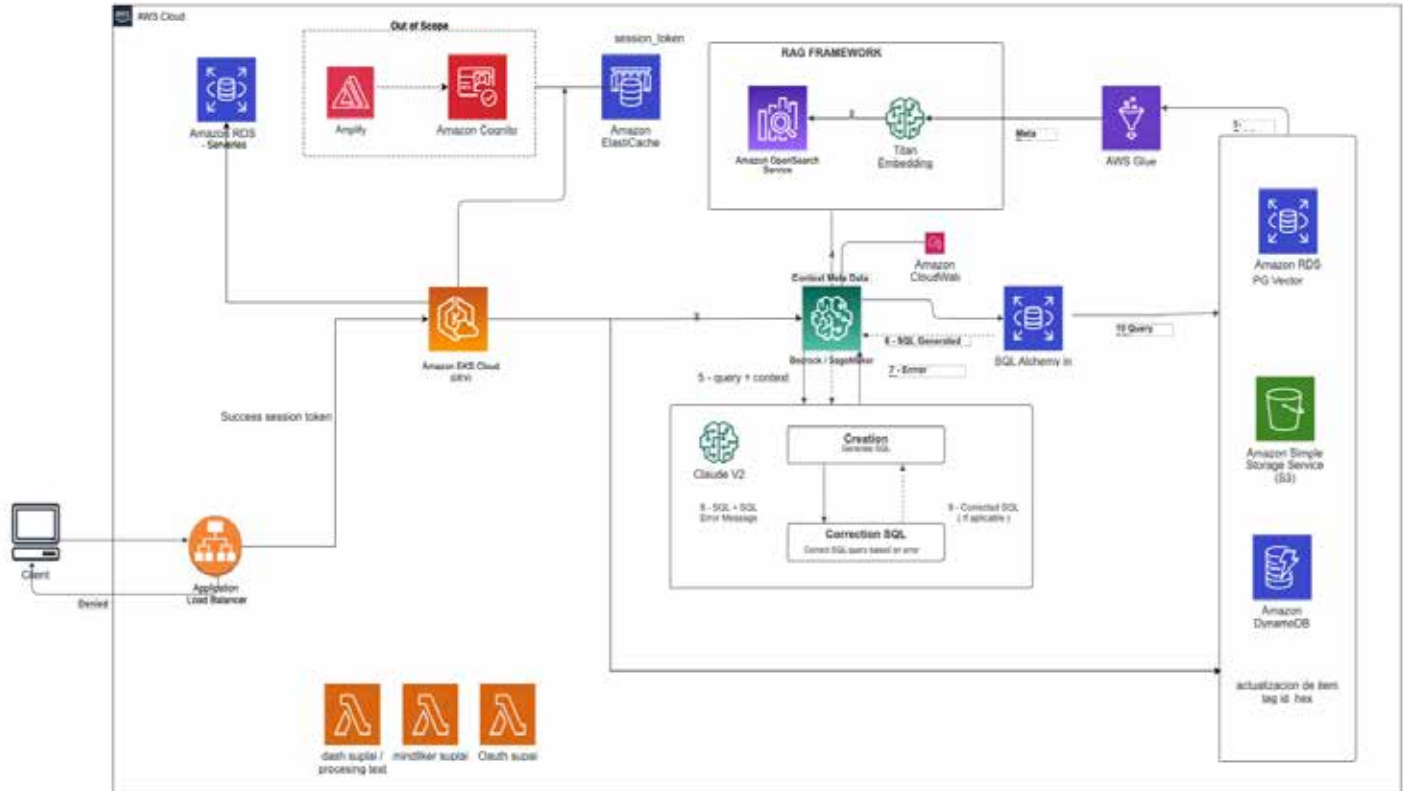 AWS Cloud
Out of Scope
session_token
Amplify
Amazon Cognito
Amazon
ElastiCache
Amazon RDS
- Serverles
RAG FRAMEWORK
Amazon OpenSearch
Service
2
Titan
Embedding
Meta
AWS Glue
Amazon RDS
PG Vector
Context Meta Data
Amazon
CloudWatc
Amazon EKS Cloud
3
Bedrock / SageMaker
6 - SQL Generated
7 - Error
SQL Alchemy in
10 Query
5 - query + context
Success session token
Claude V2
Creation
Generate SQL
8 - SQL + SQL
Error Message
9 - Corrected SQL
( If aplicable )
Correction SQL
Correct SQL query based on error
Amazon Simple
Storage Service
(S3)
Amazon
DynamoDB
actualizacion de item
tag id hex
Client
Denied
Application
Load Balancer
dash suplai /
procesing text
mindliker suplai
Oauth suplai